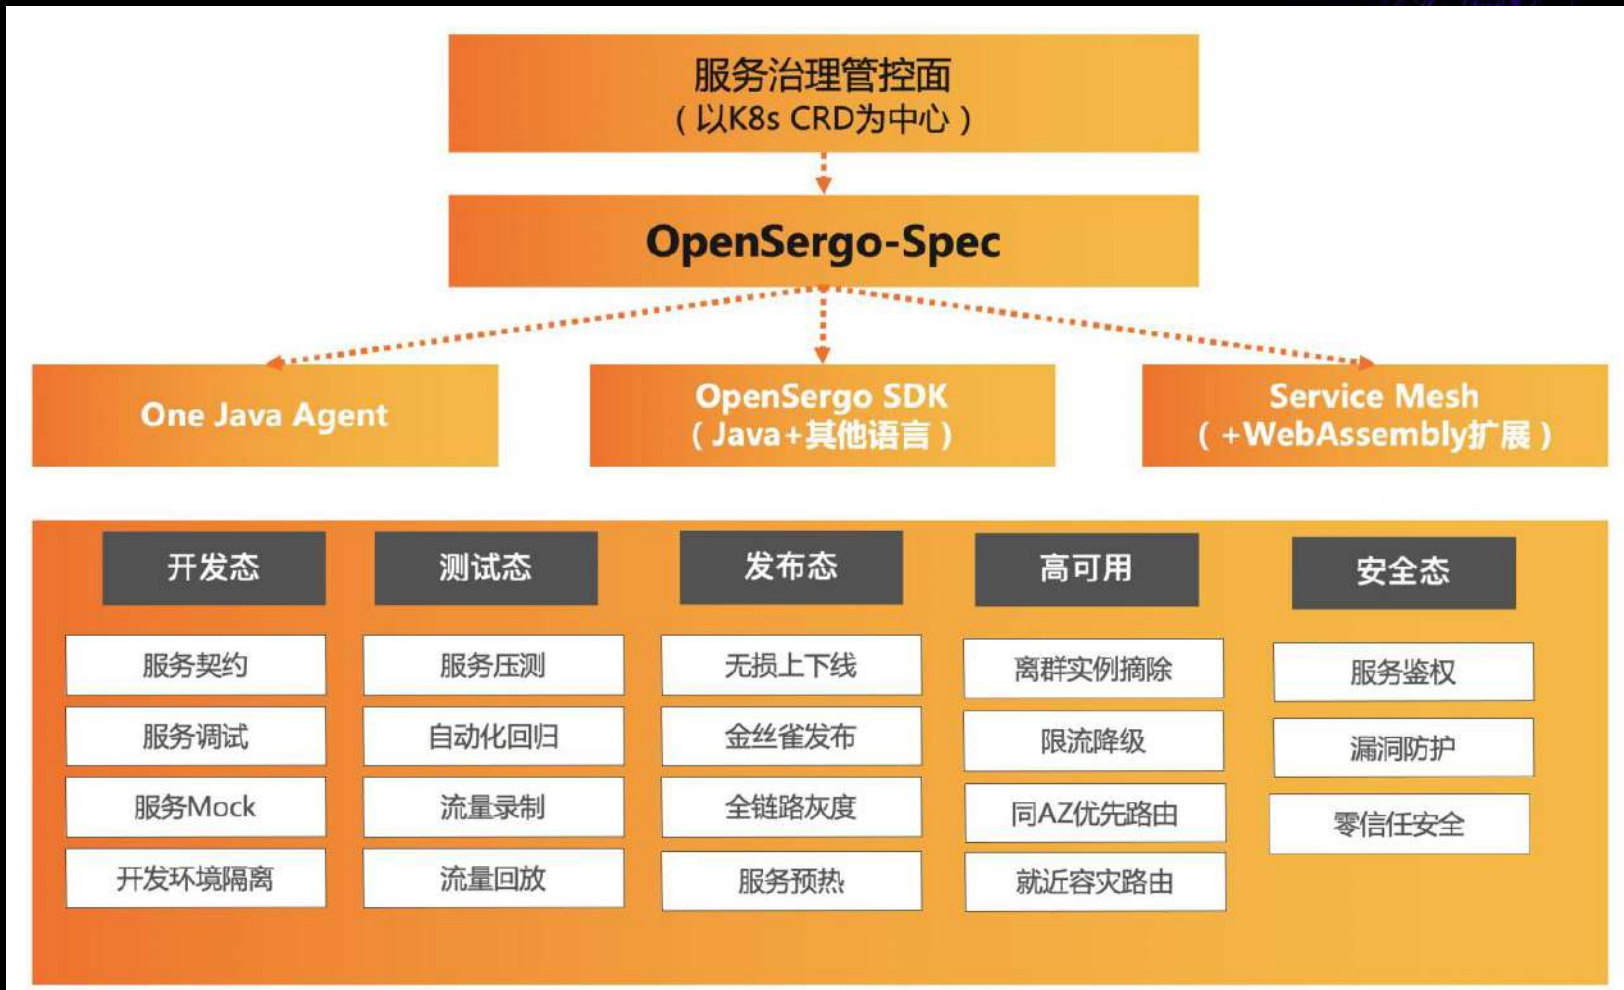 服务治理管控面
（以K8s CRD为中心）
OpenSergo-Spec
One Java Agent
OpenSergo SDK
（Java+其他语言）
Service Mesh
（+WebAssembly扩展）
开发态
服务契约
服务调试
服务Mock
开发环境隔离
测试态
服务压测
自动化回归
流量录制
流量回放
发布态
无损上下线
金丝雀发布
全链路灰度
服务预热
高可用
离群实例摘除
限流降级
同AZ优先路由
就近容灾路由
安全态
服务鉴权
漏洞防护
零信任安全